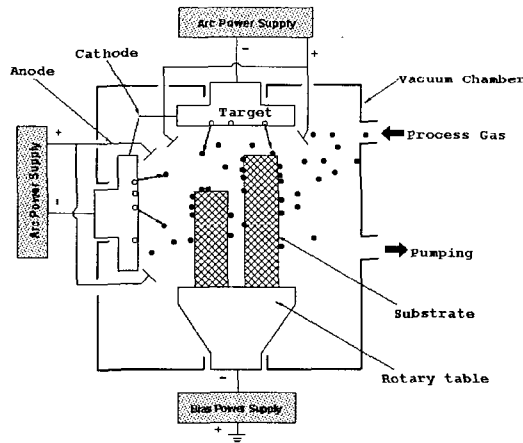 Arc Power Supply
-
+
Cathode
Anode
Vacuum Chamber
Target
Process Gas
+
Arc Power Supply
-
Pumping
Substrate
Rotary table
-
Bias Power Supply
+